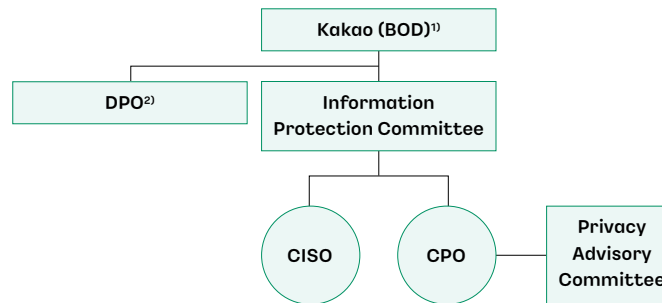 Kakao (BOD)¹⁾
DPO²⁾
Information
Protection Committee
CISO
CPO
Privacy
Advisory
Committee